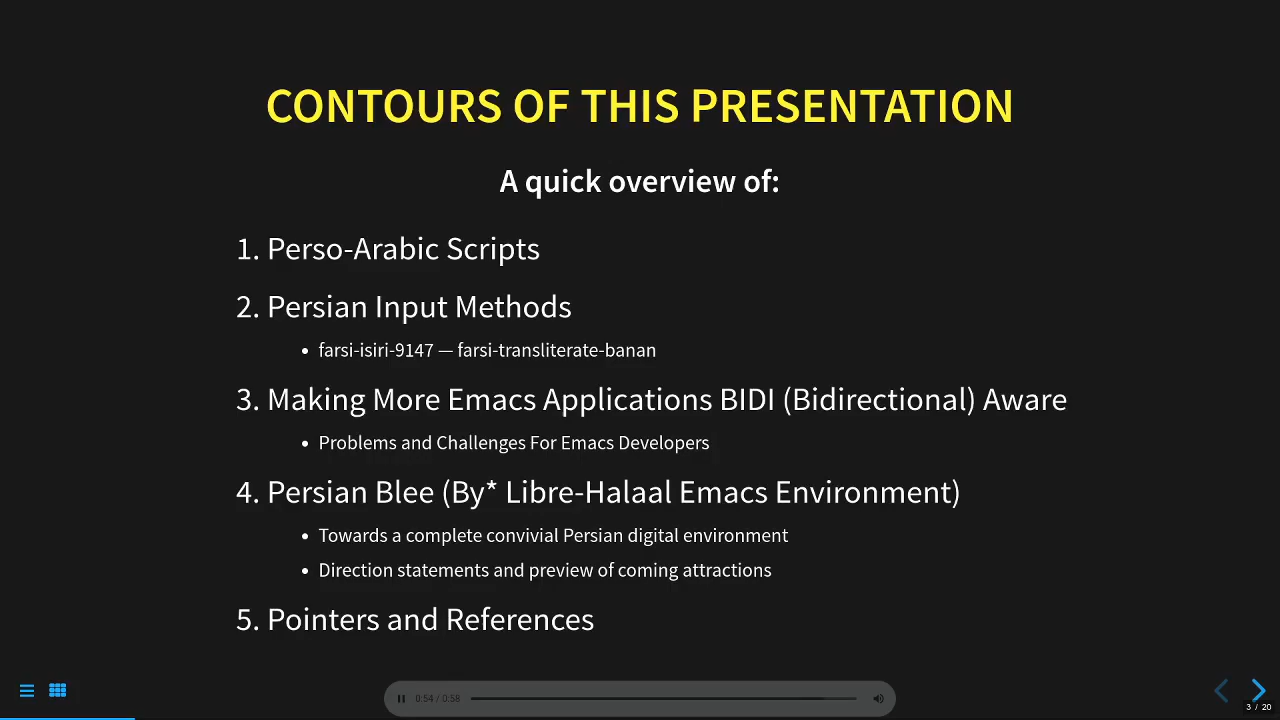 CONTOURS OF THIS PRESENTATION
A quick overview of:
1. Perso-Arabic Scripts
2. Persian Input Methods
• farsi-isiri-9147 — farsi-transliterate-banan
3. Making More Emacs Applications BIDI (Bidirectional) Aware
• Problems and Challenges For Emacs Developers
4. Persian Blee (By* Libre-Halaal Emacs Environment)
• Towards a complete convivial Persian digital environment
• Direction statements and preview of coming attractions
5. Pointers and References
0:54 / 0:58
3 / 20